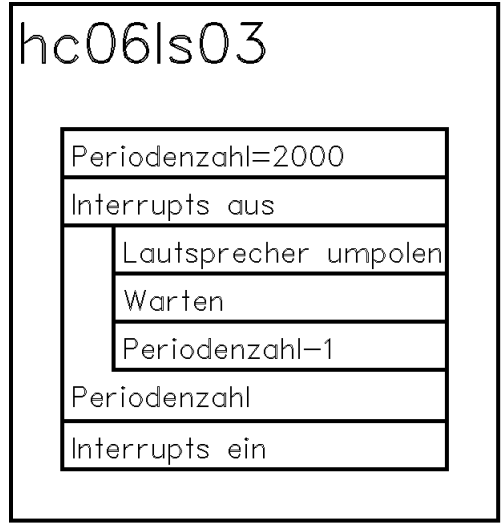 hc06ls03
Periodenzahl=2000
Interrupts aus
Lautsprecher umpolen
Warten
Periodenzahl-1
Periodenzahl
Interrupts ein